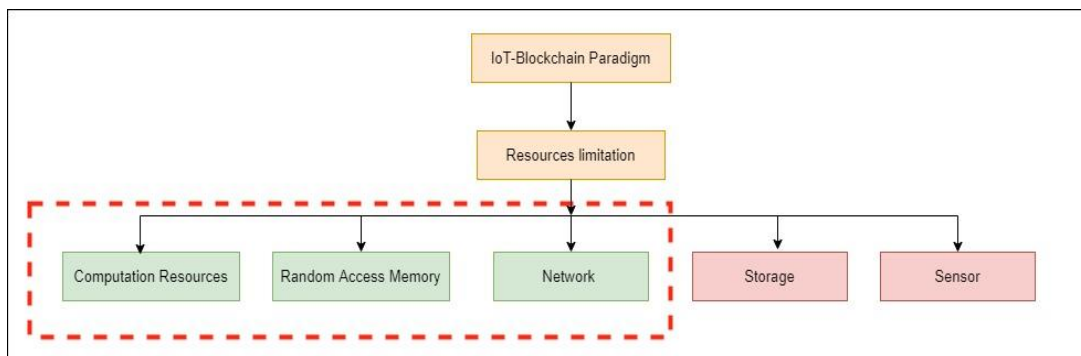 IoT-Blockchain Paradigm
Resources limitation
Computation Resources
Random Access Memory
Network
Storage
Sensor